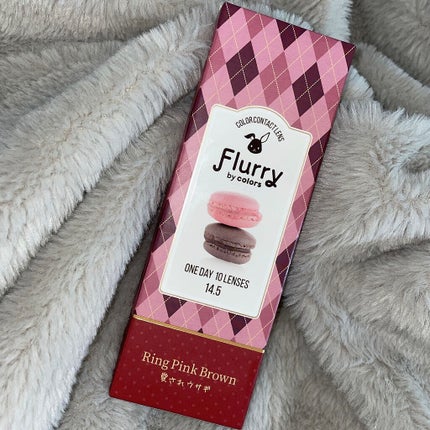 COLOR CONTACT LENS
Flurry
by colors
ONE DAY 10 LENSES
14.5
Ring Pink Brown
愛されウサギ